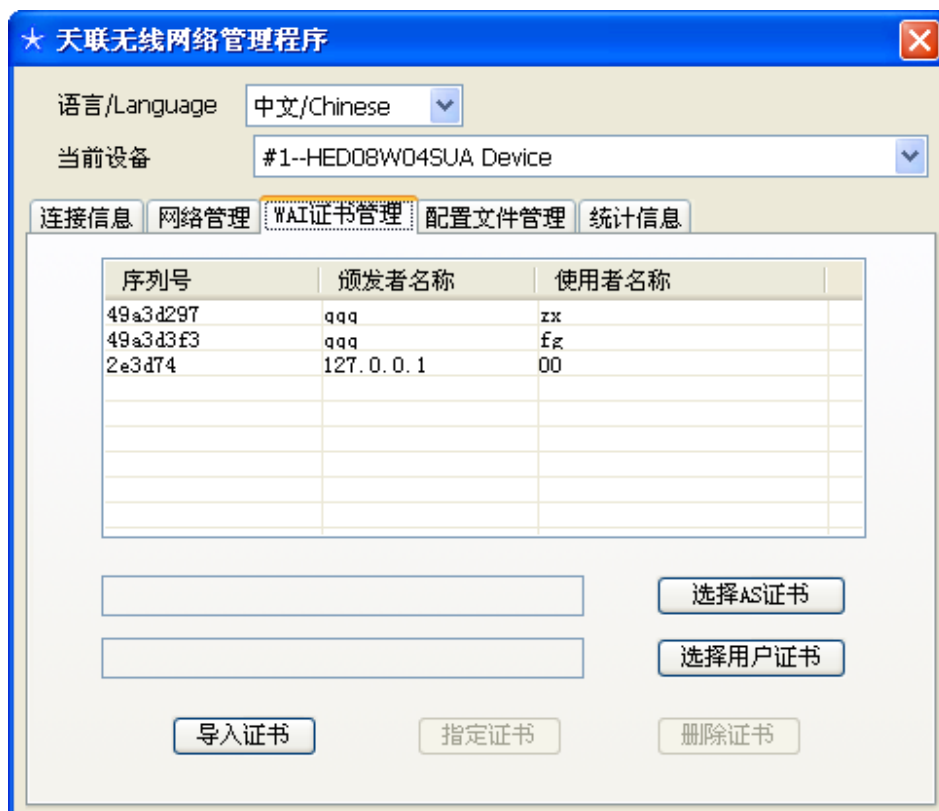 天联无线网络管理程序
语言/Language 中文/Chinese
当前设备 #1--HED08W04SUA Device
连接信息 网络管理 WAI证书管理 配置文件管理 统计信息
序列号 颁发者名称 使用者名称
49a3d297 qqq zx
49a3d3f3 qqq fg
2e3d74 127.0.0.1 00
选择AS证书
选择用户证书
导入证书 指定证书 删除证书